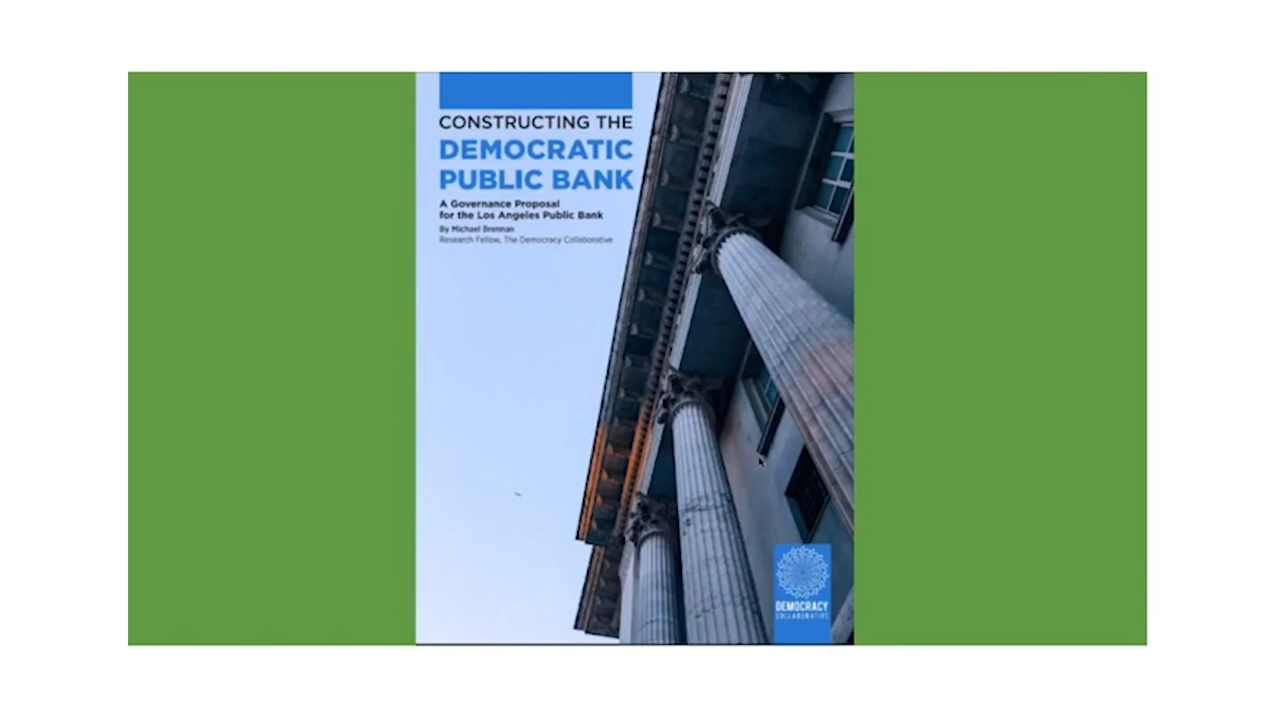 CONSTRUCTING THE
DEMOCRATIC
PUBLIC BANK
A Governance Proposal
for the Los Angeles Public Bank
By Michael Brennan
Research Fellow, The Democracy Collaborative
DEMOCRACY
COLLABORATIVE